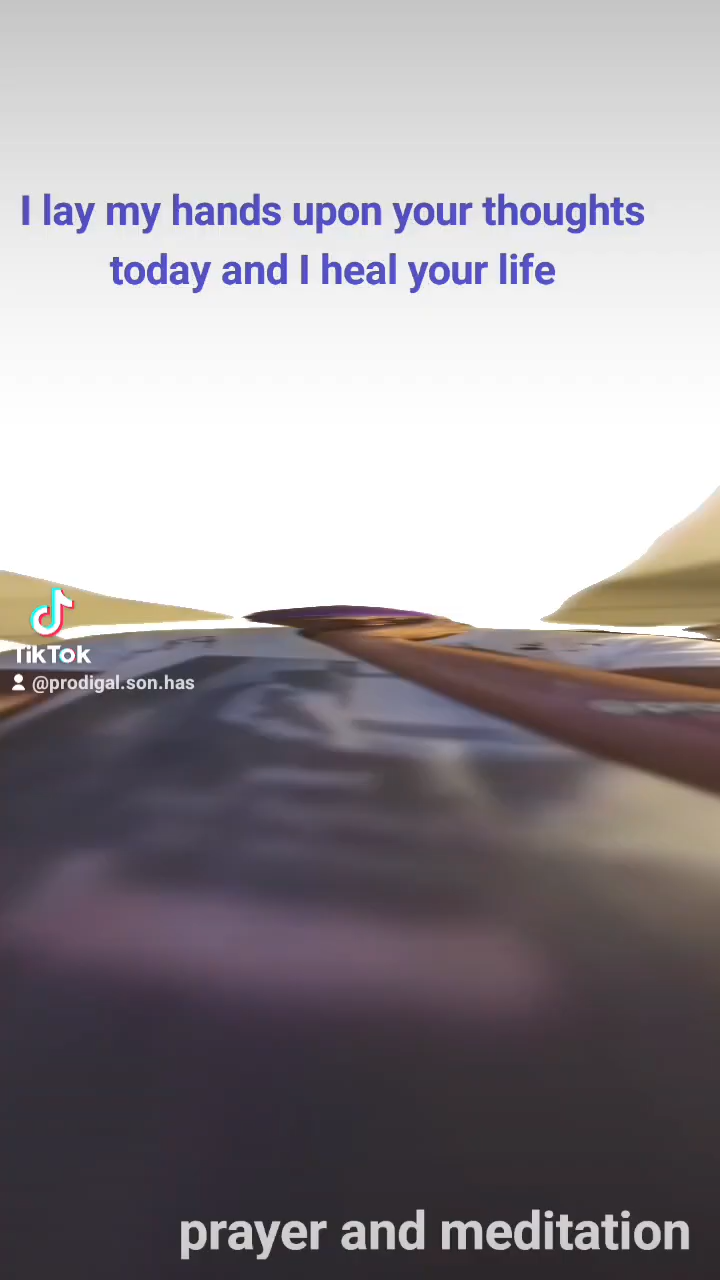 I lay my hands upon your thoughts
today and I heal your life
TikTok
@prodigal.son.has
prayer and meditation